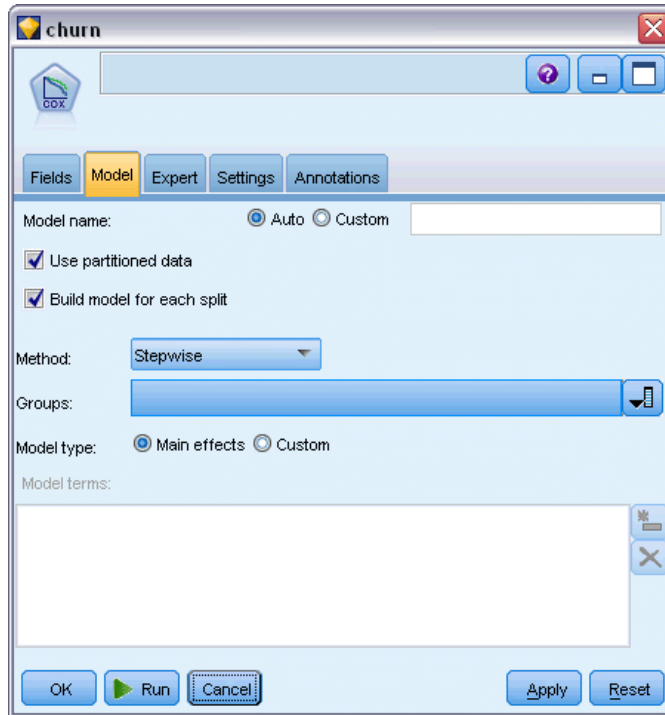 churn
COX
Fields Model Expert Settings Annotations
Model name: Auto Custom
Use partitioned data
Build model for each split
Method: Stepwise
Groups:
Model type: Main effects Custom
Model terms:
OK Run Cancel Apply Reset